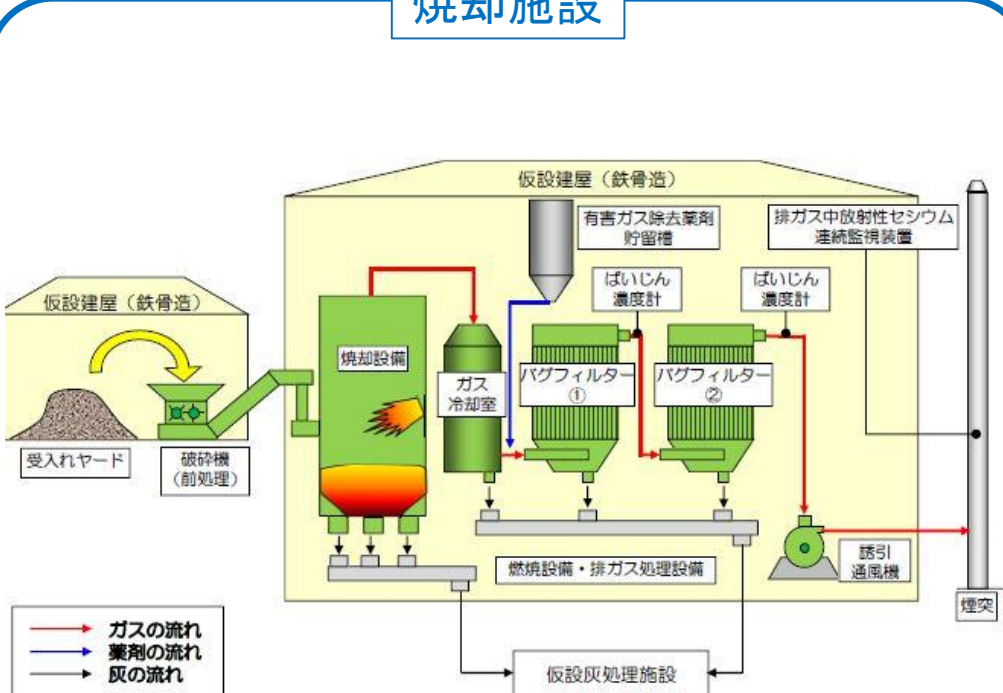 焼却施設
仮設建屋(鉄骨造)
有害ガス除去薬剤
貯留槽
排ガス中放射性セシウム
連続監視装置
ばいじん
濃度計
ばいじん
濃度計
仮設建屋(鉄骨造)
焼却設備
ガス
冷却室
バグフィルター
①
バグフィルター
②
受入れヤード
破砕機
(前処理)
燃焼設備・排ガス処理設備
誘引
通風機
煙突
ガスの流れ
薬剤の流れ
灰の流れ
仮設灰処理施設